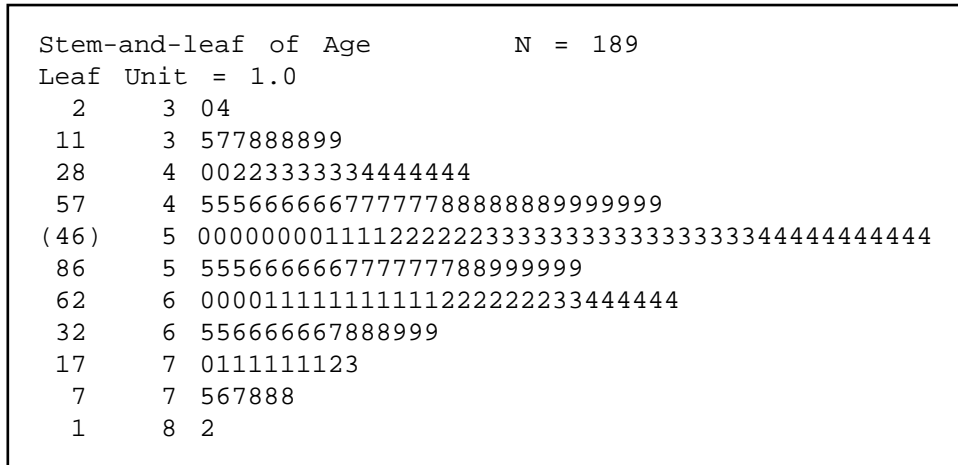 Stem-and-leaf of Age N = 189
Leaf Unit = 1.0
2 3 04
11 3 577888899
28 4 00223333334444444
57 4 55566666677777788888889999999
(46) 5 0000000011112222223333333333333333344444444444
86 5 555666666777777788999999
62 6 000011111111111222222233444444
32 6 556666667888999
17 7 0111111123
7 7 567888
1 8 2